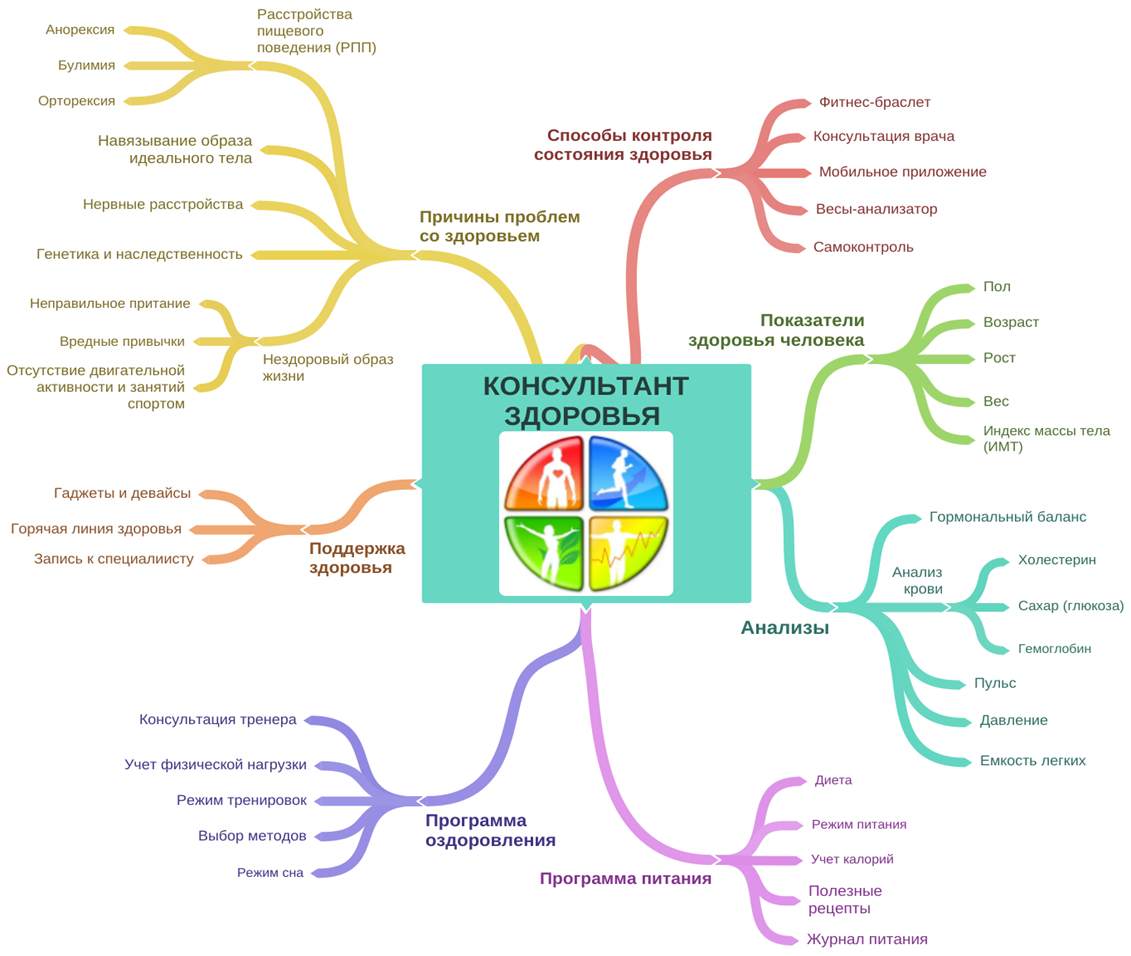 КОНСУЛЬТАНТ
ЗДОРОВЬЯ
Способы контроля
состояния здоровья
Фитнес-браслет
Консультация врача
Мобильное приложение
Весы-анализатор
Самоконтроль
Показатели
здоровья человека
Пол
Возраст
Рост
Вес
Индекс массы тела
(ИМТ)
Анализы
Гормональный баланс
Анализ
крови
Холестерин
Сахар (глюкоза)
Гемоглобин
Пульс
Давление
Емкость легких
Программа питания
Диета
Режим питания
Учет калорий
Полезные
рецепты
Журнал питания
Программа
оздоровления
Консультация тренера
Учет физической нагрузки
Режим тренировок
Выбор методов
Режим сна
Поддержка
здоровья
Гаджеты и девайсы
Горячая линия здоровья
Запись к специалиисту
Причины проблем
со здоровьем
Расстройства
пищевого
поведения (РПП)
Анорексия
Булимия
Орторексия
Навязывание образа
идеального тела
Нервные расстройства
Генетика и наследственность
Нездоровый образ
жизни
Неправильное притание
Вредные привычки
Отсутствие двигательной
активности и занятий
спортом